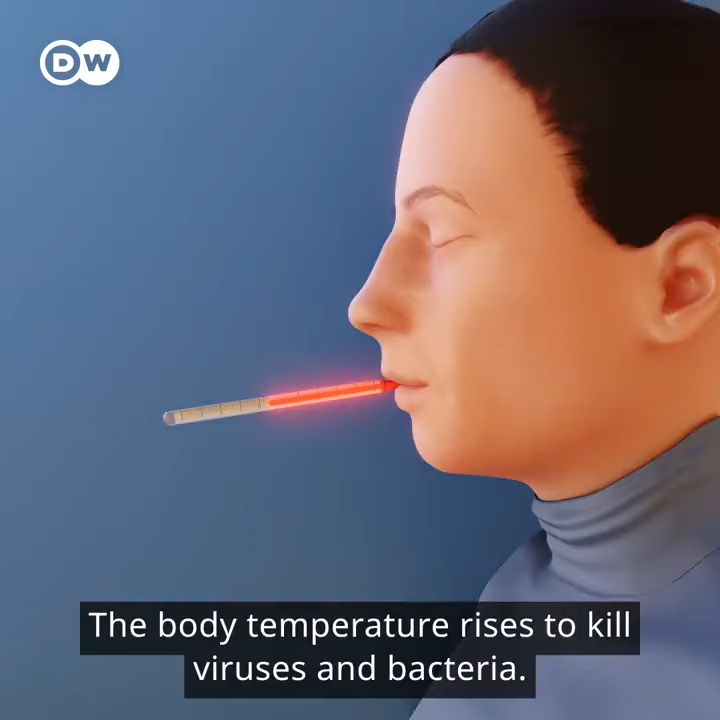 DW
The body temperature rises to kill
viruses and bacteria.